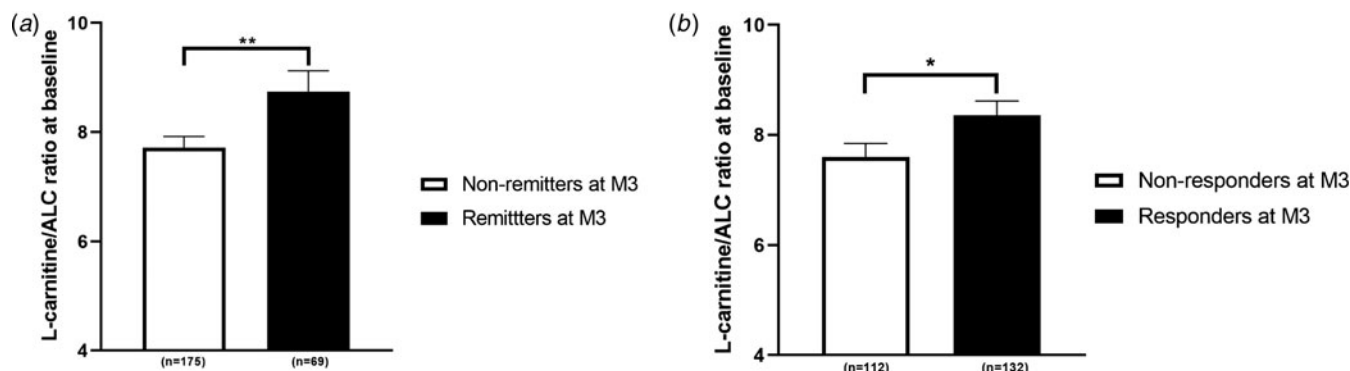 (a)
L-carnitine/ALC ratio at baseline
10
8
6
4
**
(n=175)
(n=69)
Non-remitters at M3
Remittters at M3
(b)
L-carnitine/ALC ratio at baseline
10
8
6
4
*
(n=112)
(n=132)
Non-responders at M3
Responders at M3